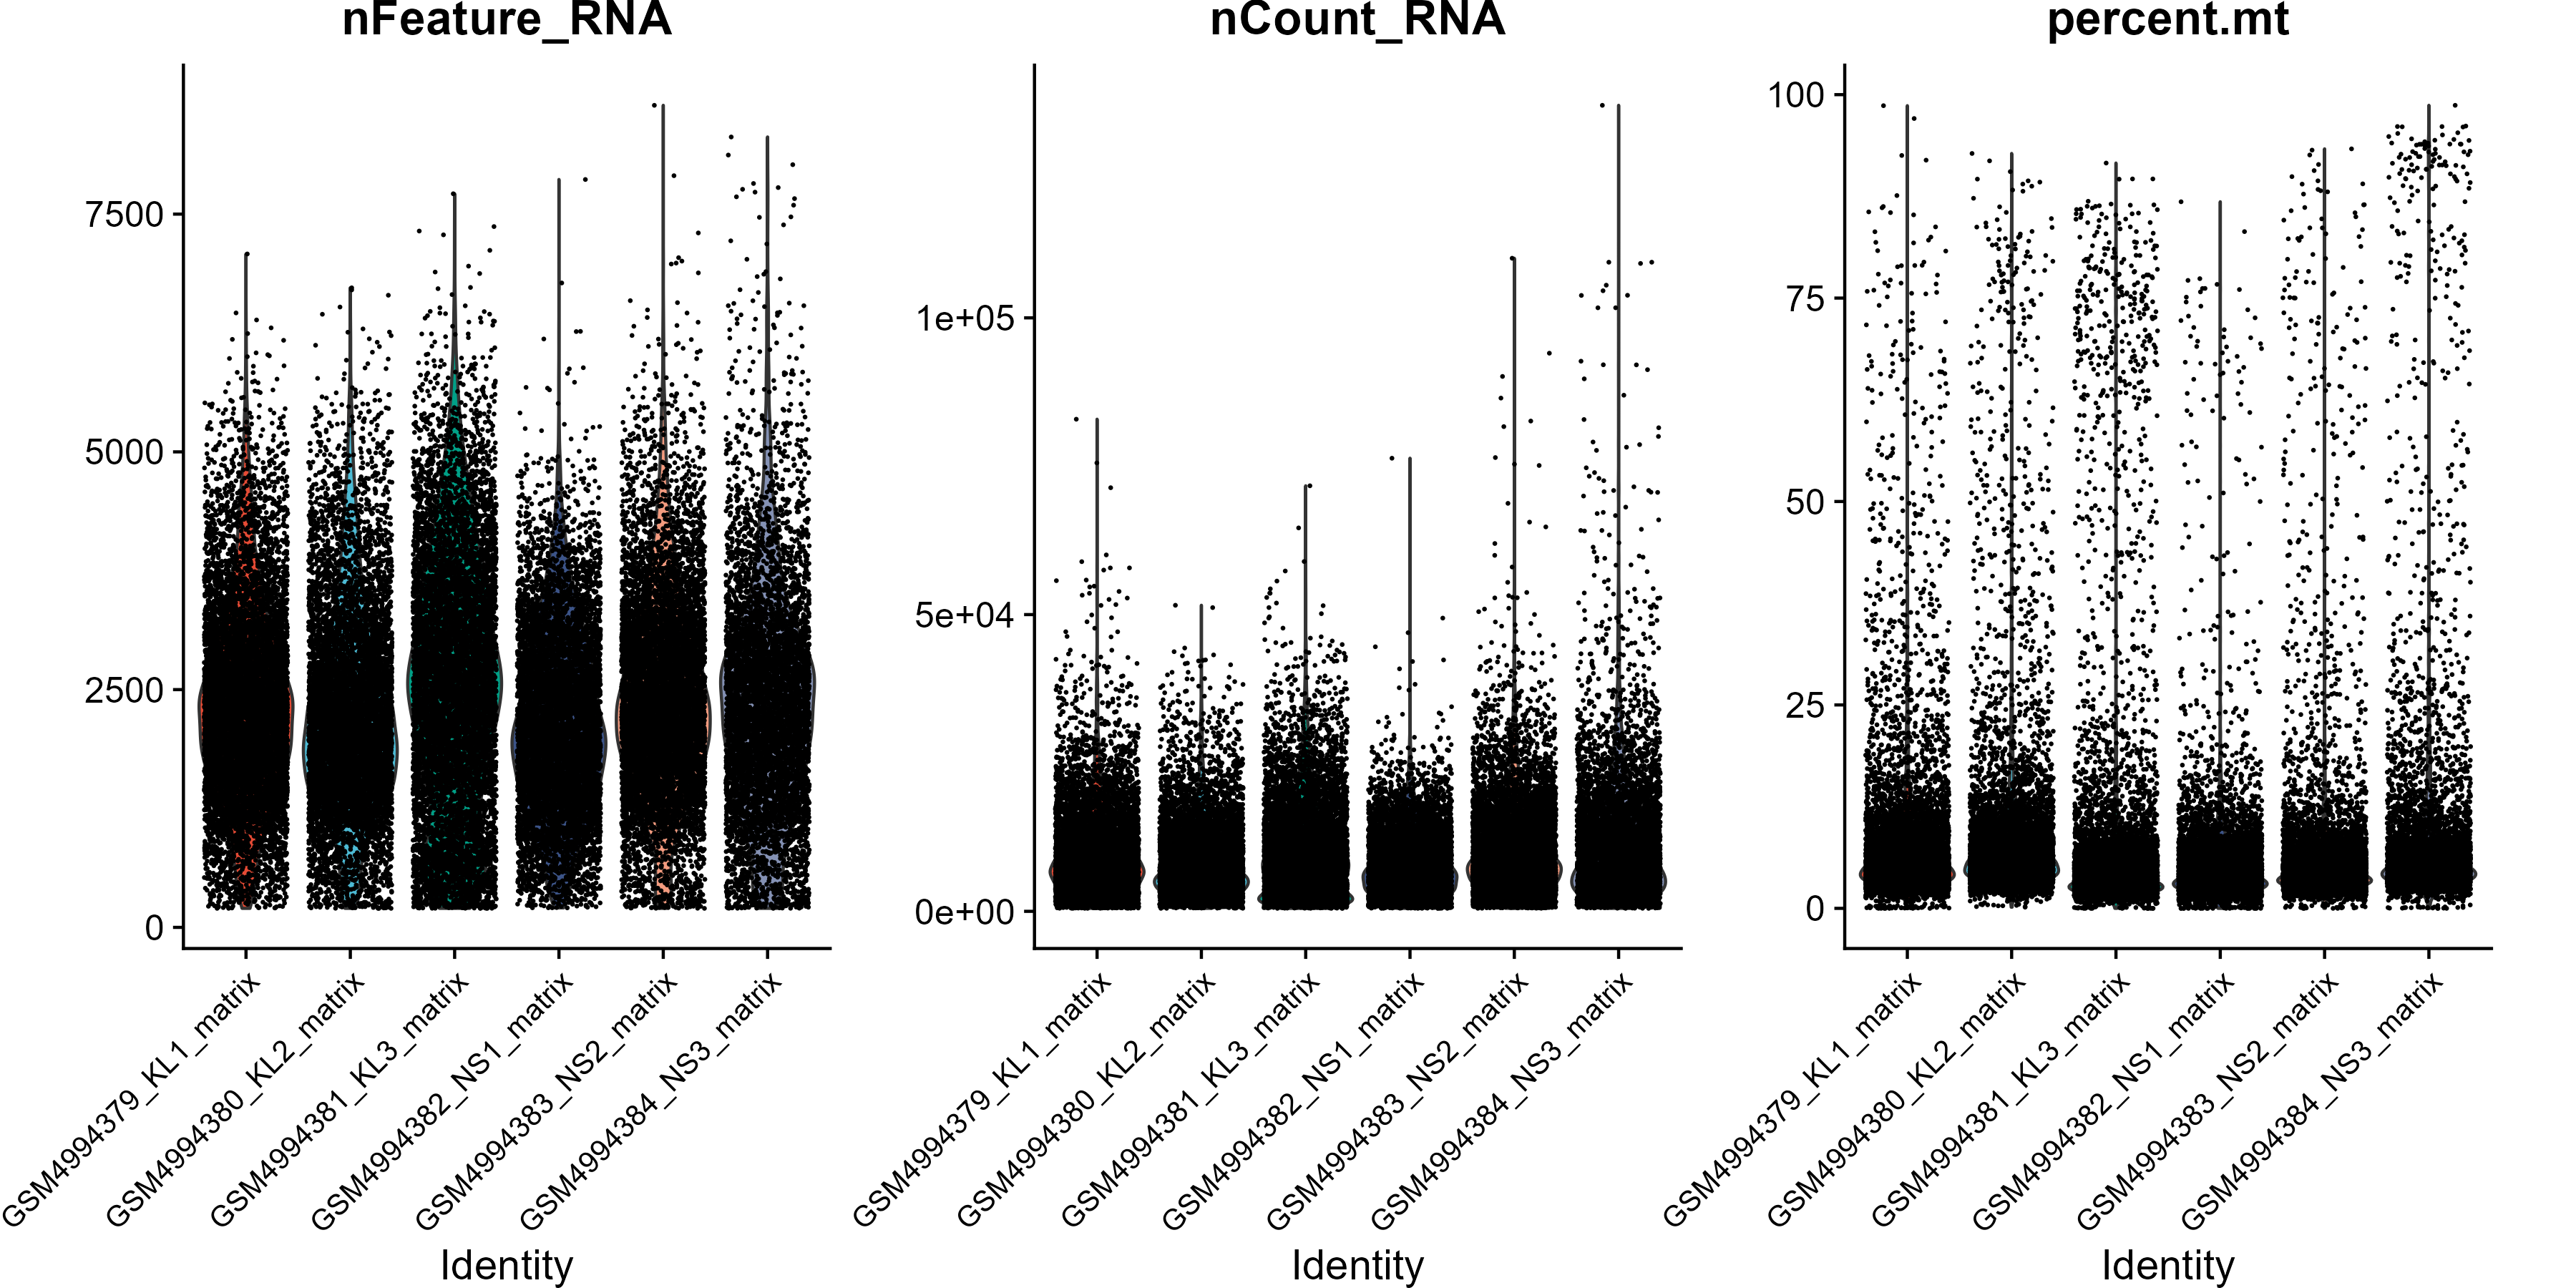 nFeature_RNA
7500
5000
2500
0
GSM4994379_KL1_matrix
GSM4994380_KL2_matrix
GSM4994381_KL3_matrix
GSM4994382_NS1_matrix
GSM4994383_NS2_matrix
GSM4994384_NS3_matrix
Identity
nCount_RNA
1e+05
5e+04
0e+00
GSM4994379_KL1_matrix
GSM4994380_KL2_matrix
GSM4994381_KL3_matrix
GSM4994382_NS1_matrix
GSM4994383_NS2_matrix
GSM4994384_NS3_matrix
Identity
percent.mt
100
75
50
25
0
GSM4994379_KL1_matrix
GSM4994380_KL2_matrix
GSM4994381_KL3_matrix
GSM4994382_NS1_matrix
GSM4994383_NS2_matrix
GSM4994384_NS3_matrix
Identity